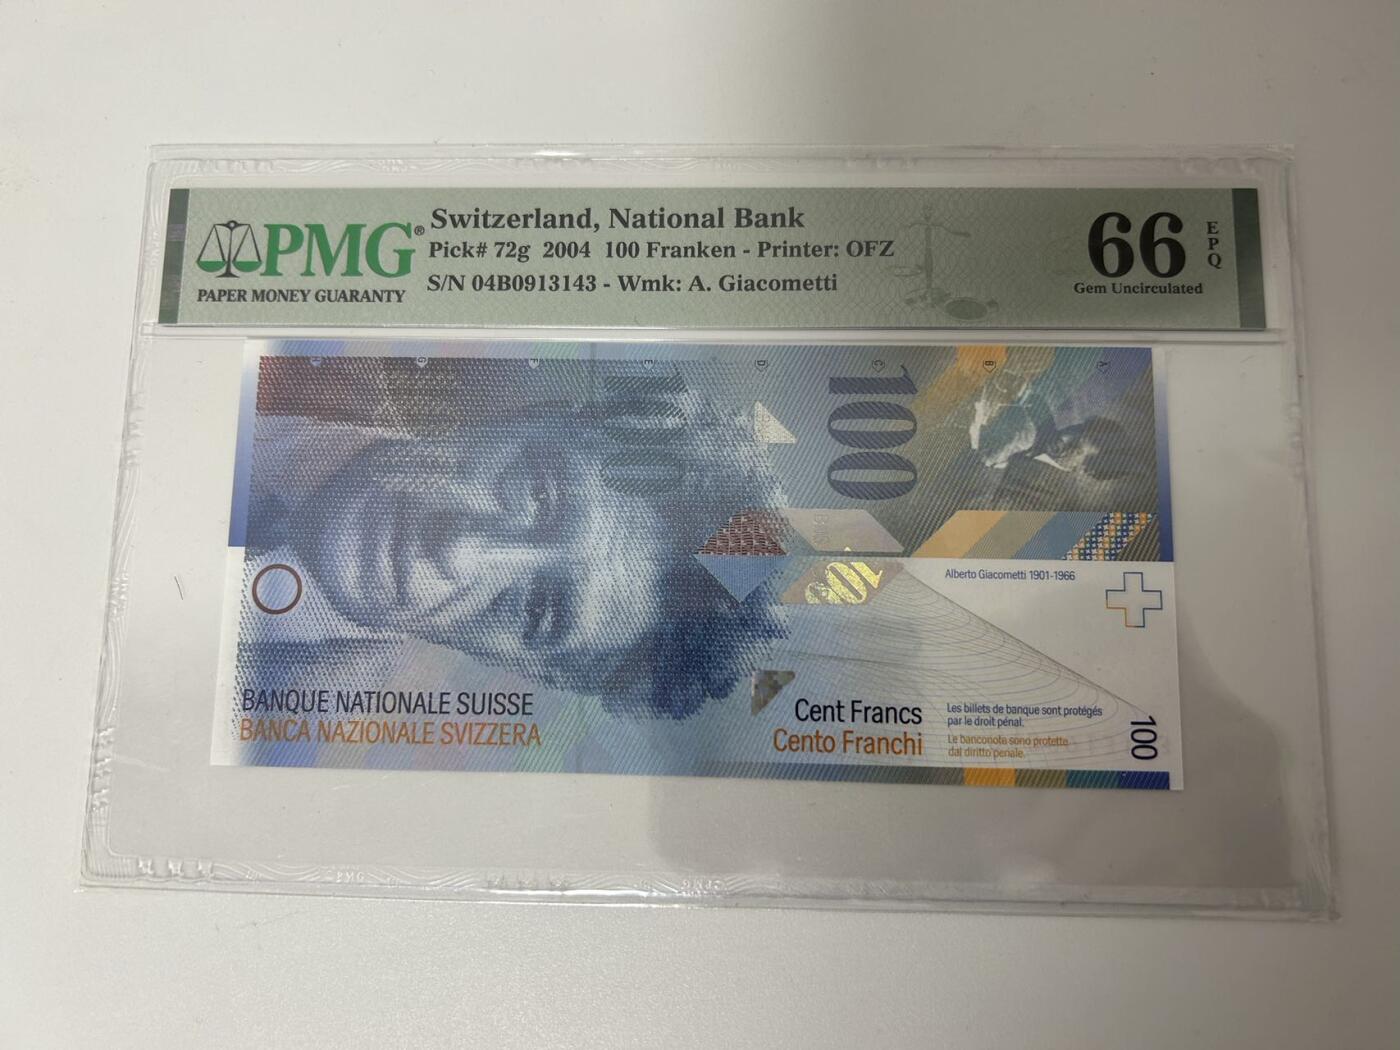 PMG®
PAPER MONEY GUARANTY
Switzerland, National Bank
Pick# 72g 2004 100 Franken - Printer: OFZ
S/N 04B0913143 - Wmk: A. Giacometti
66
EPQ
Gem Uncirculated
H G F E D C B A
100
100
100
Alberto Giacometti 1901-1966
BANQUE NATIONALE SUISSE
BANCA NAZIONALE SVIZZERA
Cent Francs
Cento Franchi
Les billets de banque sont protégés
par le droit pénal.
Le banconote sono protette
dal diritto penale.
100